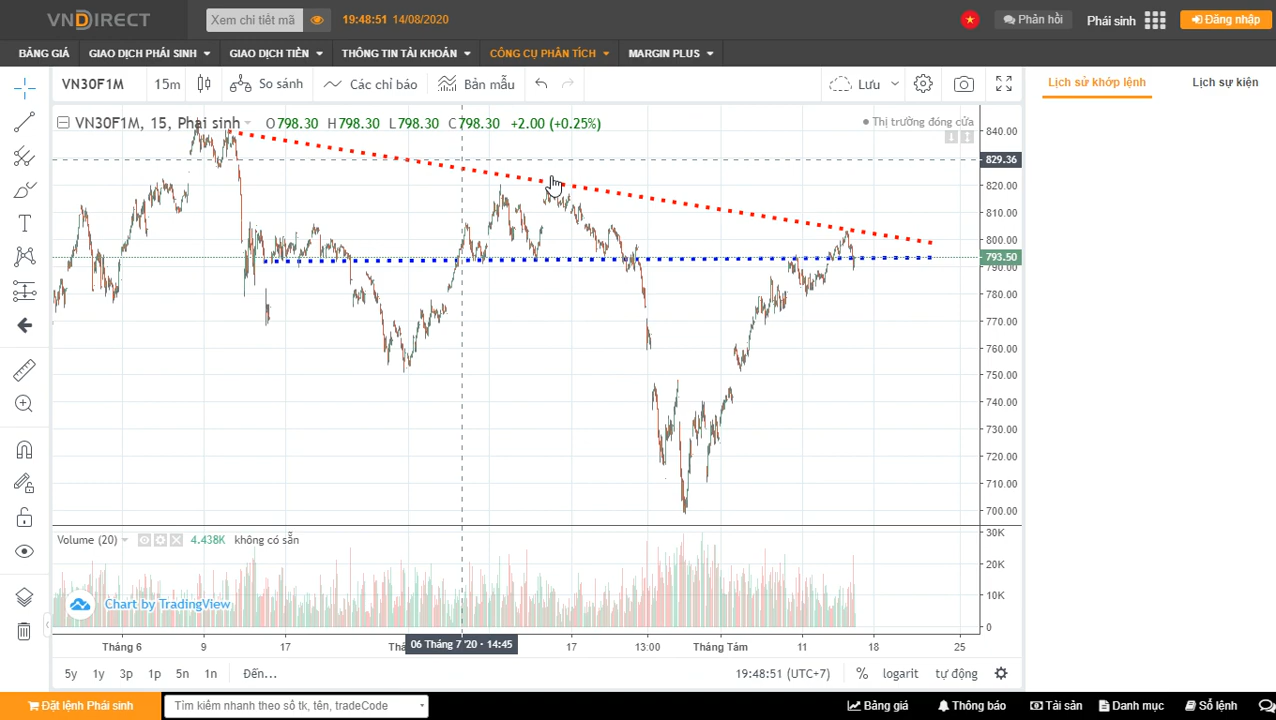 VNDIRECT Xem chi tiết mã 19:48:51 14/08/2020 Phản hồi Phái sinh Đăng nhập
BẢNG GIÁ GIAO DỊCH PHÁI SINH GIAO DỊCH TIỀN THÔNG TIN TÀI KHOẢN CÔNG CỤ PHÂN TÍCH MARGIN PLUS
VN30F1M 15m So sánh Các chỉ báo Bản mẫu Lưu Lịch sử khớp lệnh Lịch sự kiện
VN30F1M, 15, Phái sinh O798.30 H798.30 L798.30 C798.30 +2.00 (+0.25%) Thị trường đóng cửa
840.00
829.36
820.00
810.00
800.00
793.50
790.00
780.00
770.00
760.00
750.00
740.00
730.00
720.00
710.00
700.00
Volume (20) 4.438K không có sẵn
30K
20K
10K
0
Chart by TradingView
Tháng 6 9 17 06 Tháng 7 '20 - 14:45 17 13:00 Tháng Tám 11 18 25
5y 1y 3p 1p 5n 1n Đến... 19:48:51 (UTC+7) % logarit tự động
Đặt lệnh Phái sinh Tìm kiếm nhanh theo số tk, tên, tradeCode Bảng giá Thông báo Tài sản Danh mục Sổ lệnh